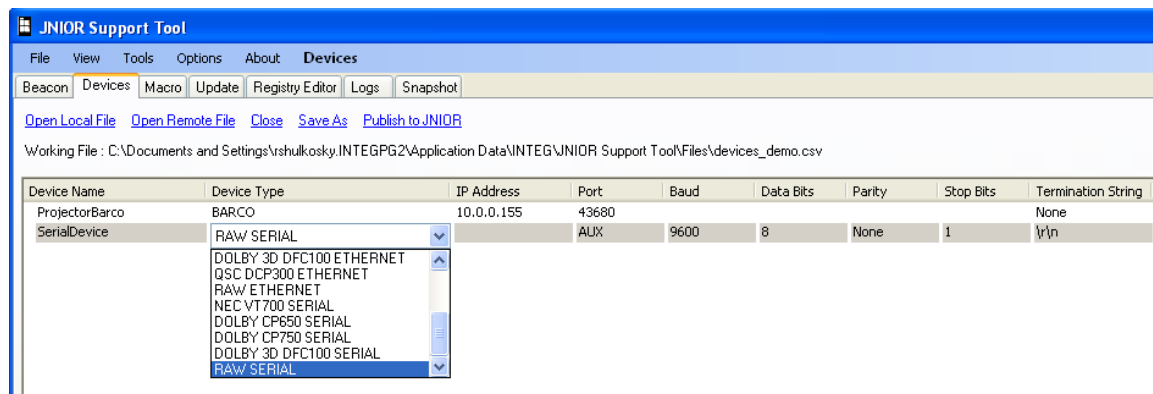 JNIOR Support Tool
File View Tools Options About Devices
Beacon Devices Macro Update Registry Editor Logs Snapshot
Open Local File Open Remote File Close Save As Publish to JNIOR
Working File : C:\Documents and Settings\rshulkosky.INTEGPG2\Application Data\INTEG\JNIOR Support Tool\Files\devices_demo.csv
Device Name Device Type IP Address Port Baud Data Bits Parity Stop Bits Termination String
ProjectorBarco BARCO 10.0.0.155 43680 None
SerialDevice RAW SERIAL AUX 9600 8 None 1 \r\n
DOLBY 3D DFC100 ETHERNET
QSC DCP300 ETHERNET
RAW ETHERNET
NEC VT700 SERIAL
DOLBY CP650 SERIAL
DOLBY CP750 SERIAL
DOLBY 3D DFC100 SERIAL
RAW SERIAL